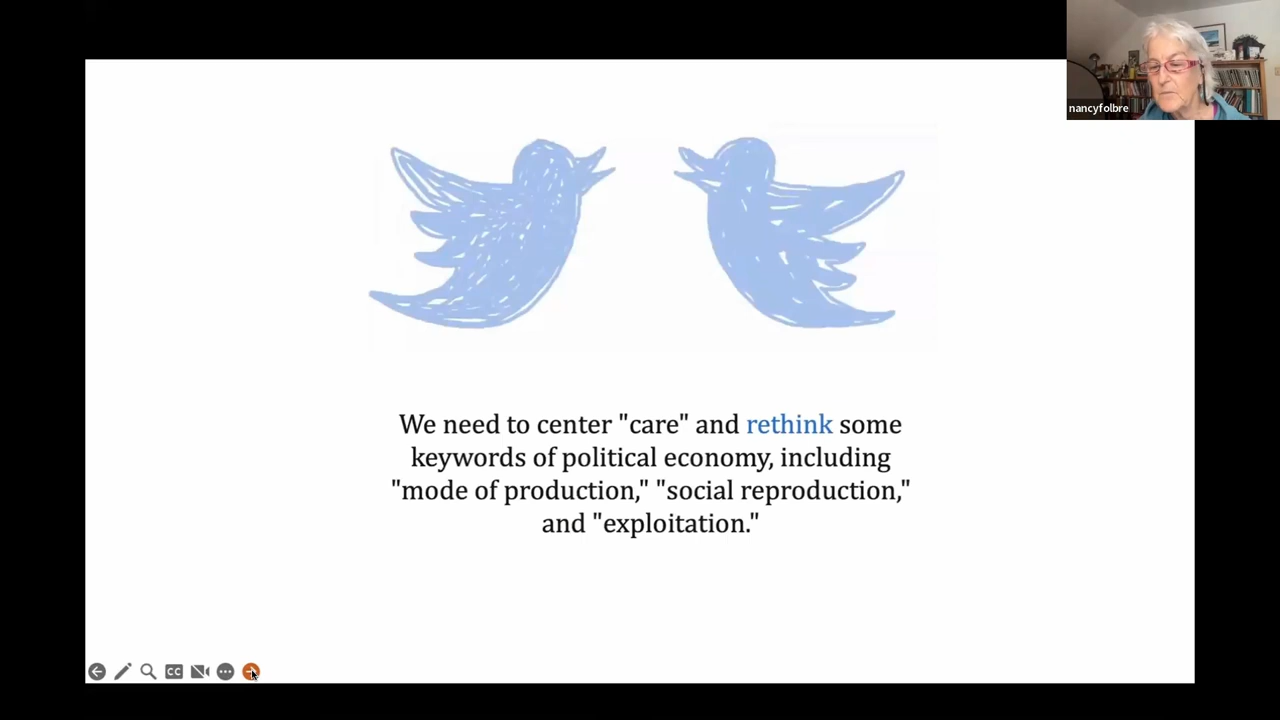 nancyfolbre
We need to center "care" and rethink some
keywords of political economy, including
"mode of production," "social reproduction,"
and "exploitation."
CC